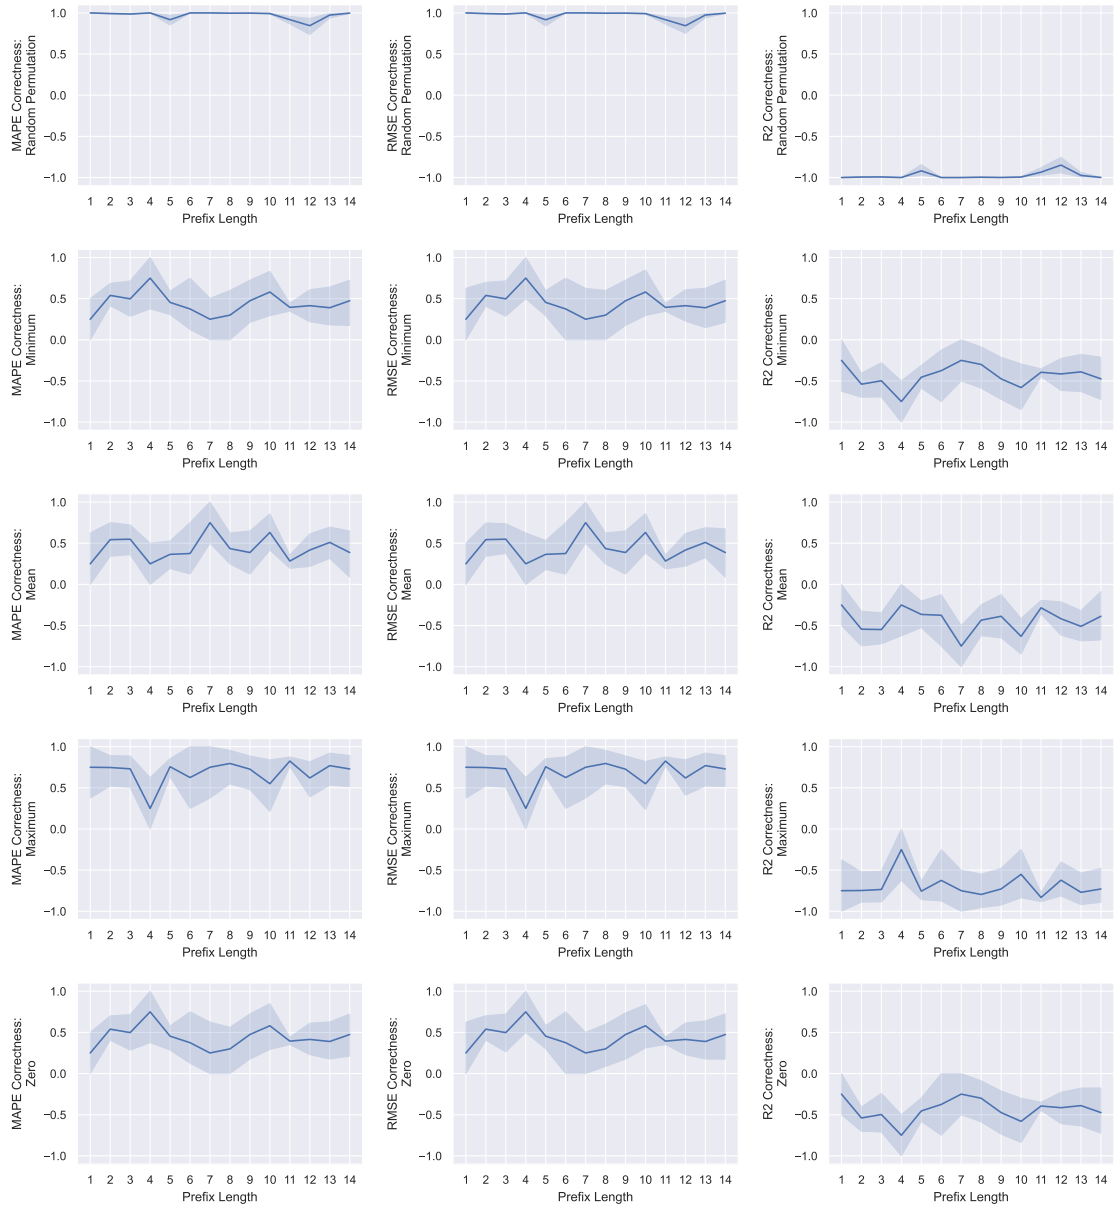 MAPE Correctness:
Random Permutation
1.0
0.5
0.0
−0.5
−1.0
1 2 3 4 5 6 7 8 9 10 11 12 13 14
Prefix Length
RMSE Correctness:
Random Permutation
1.0
0.5
0.0
−0.5
−1.0
1 2 3 4 5 6 7 8 9 10 11 12 13 14
Prefix Length
R2 Correctness:
Random Permutation
1.0
0.5
0.0
−0.5
−1.0
1 2 3 4 5 6 7 8 9 10 11 12 13 14
Prefix Length
MAPE Correctness:
Minimum
1.0
0.5
0.0
−0.5
−1.0
1 2 3 4 5 6 7 8 9 10 11 12 13 14
Prefix Length
RMSE Correctness:
Minimum
1.0
0.5
0.0
−0.5
−1.0
1 2 3 4 5 6 7 8 9 10 11 12 13 14
Prefix Length
R2 Correctness:
Minimum
1.0
0.5
0.0
−0.5
−1.0
1 2 3 4 5 6 7 8 9 10 11 12 13 14
Prefix Length
MAPE Correctness:
Mean
1.0
0.5
0.0
−0.5
−1.0
1 2 3 4 5 6 7 8 9 10 11 12 13 14
Prefix Length
RMSE Correctness:
Mean
1.0
0.5
0.0
−0.5
−1.0
1 2 3 4 5 6 7 8 9 10 11 12 13 14
Prefix Length
R2 Correctness:
Mean
1.0
0.5
0.0
−0.5
−1.0
1 2 3 4 5 6 7 8 9 10 11 12 13 14
Prefix Length
MAPE Correctness:
Maximum
1.0
0.5
0.0
−0.5
−1.0
1 2 3 4 5 6 7 8 9 10 11 12 13 14
Prefix Length
RMSE Correctness:
Maximum
1.0
0.5
0.0
−0.5
−1.0
1 2 3 4 5 6 7 8 9 10 11 12 13 14
Prefix Length
R2 Correctness:
Maximum
1.0
0.5
0.0
−0.5
−1.0
1 2 3 4 5 6 7 8 9 10 11 12 13 14
Prefix Length
MAPE Correctness:
Zero
1.0
0.5
0.0
−0.5
−1.0
1 2 3 4 5 6 7 8 9 10 11 12 13 14
Prefix Length
RMSE Correctness:
Zero
1.0
0.5
0.0
−0.5
−1.0
1 2 3 4 5 6 7 8 9 10 11 12 13 14
Prefix Length
R2 Correctness:
Zero
1.0
0.5
0.0
−0.5
−1.0
1 2 3 4 5 6 7 8 9 10 11 12 13 14
Prefix Length